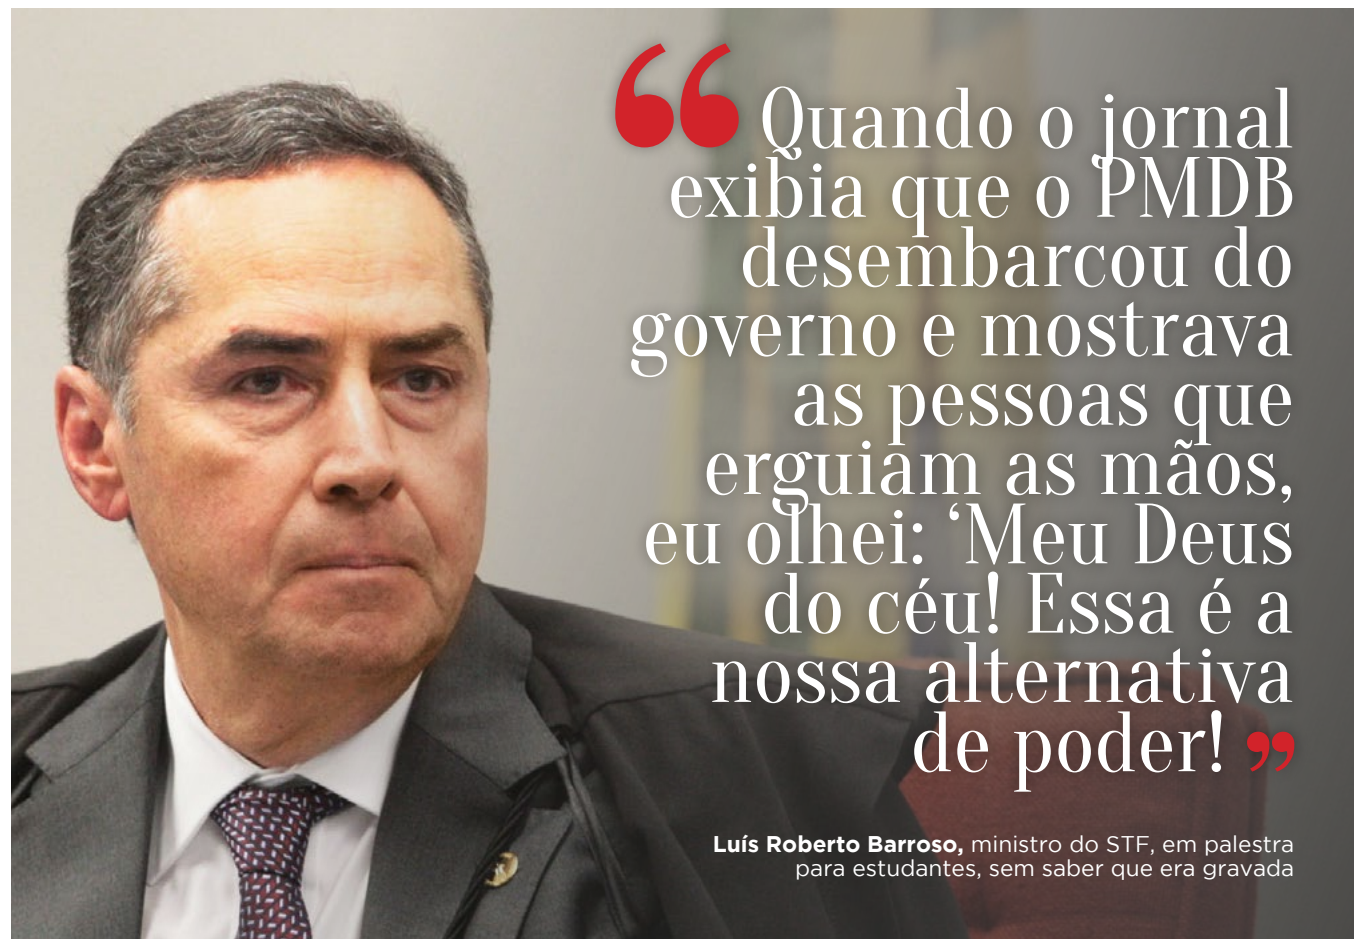 “Quando o jornal
exibia que o PMDB
desembarcou do
governo e mostrava
as pessoas que
erguiam as mãos,
eu olhei: ‘Meu Deus
do céu! Essa é a
nossa alternativa
de poder!”
Luís Roberto Barroso, ministro do STF, em palestra
para estudantes, sem saber que era gravada